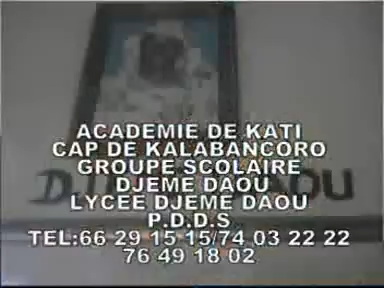 ACADEMIE DE KATI
CAP DE KALABANCORO
GROUPE SCOLAIRE
DJEME DAOU
LYCEE DJEME DAOU
P.D.D.S
TEL:66 29 15 15/74 03 22 22
76 49 18 02